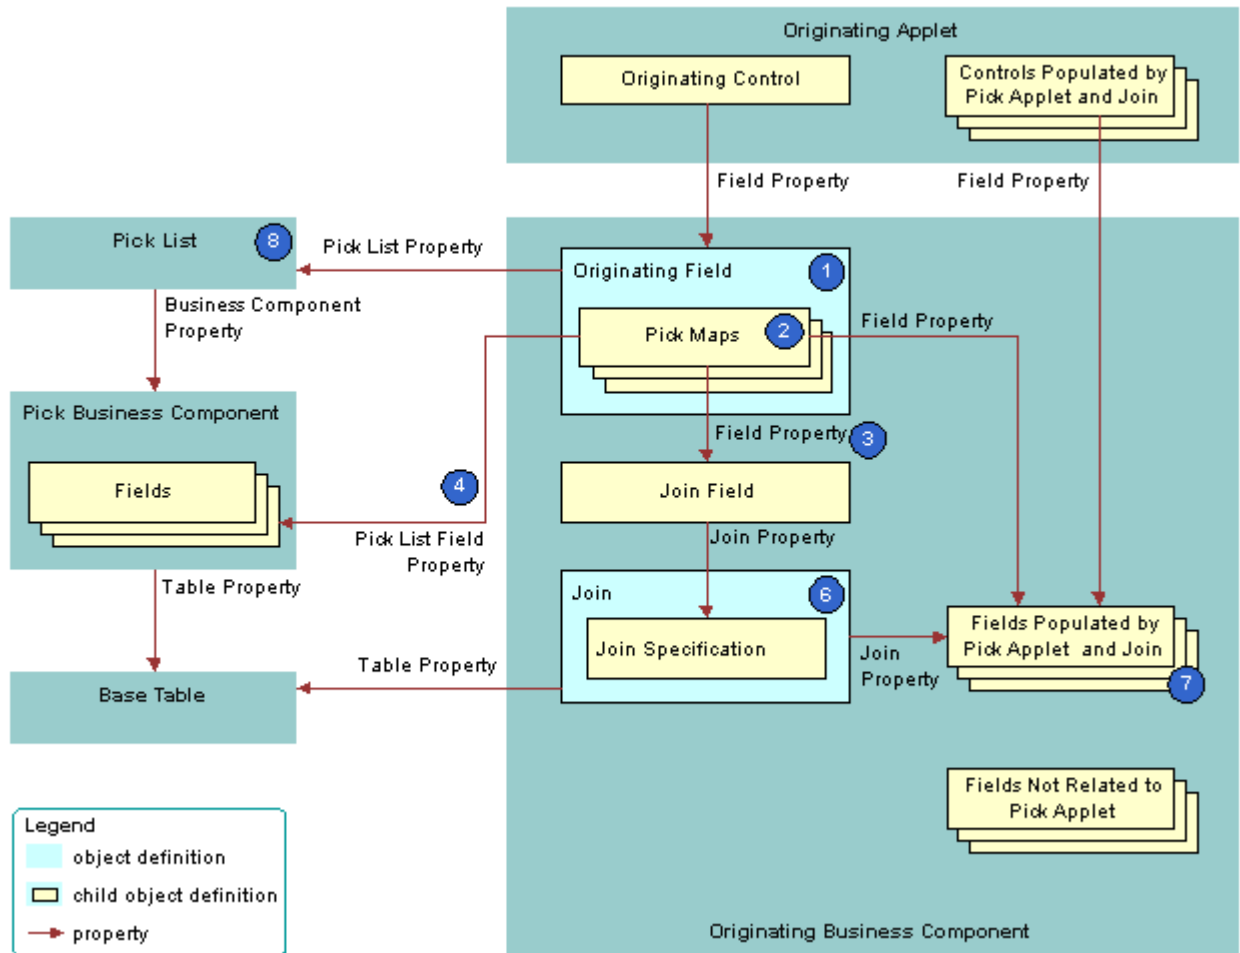 Originating Applet
Originating Control
Controls Populated by
Pick Applet and Join
Field Property
Field Property
Pick List
8
Pick List Property
Originating Field
1
Business Component
Property
Pick Maps
2
Field Property
Pick Business Component
Field Property
3
Fields
4
Join Field
Pick List Field
Property
Join Property
Table Property
Join
6
Join Specification
Fields Populated by
Pick Applet and Join
Table Property
Join
Property
7
Base Table
Fields Not Related to
Pick Applet
Legend
object definition
child object definition
property
Originating Business Component